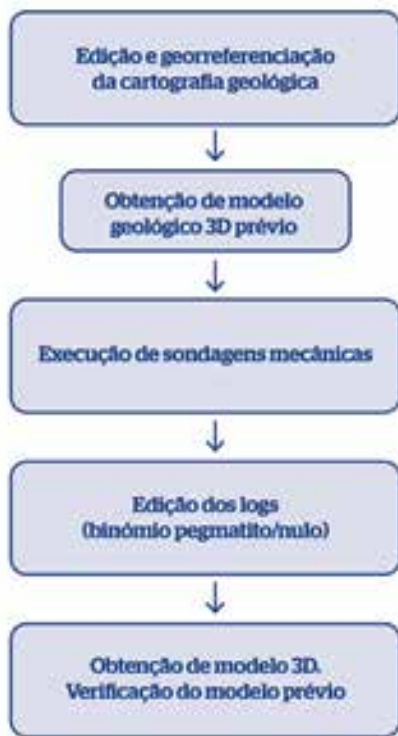 Edição e georreferenciação
da cartografia geológica
Obtenção de modelo
geológico 3D prévio
Execução de sondagens mecânicas
Edição dos logs
(binómio pegmatito/nulo)
Obtenção de modelo 3D.
Verificação do modelo prévio